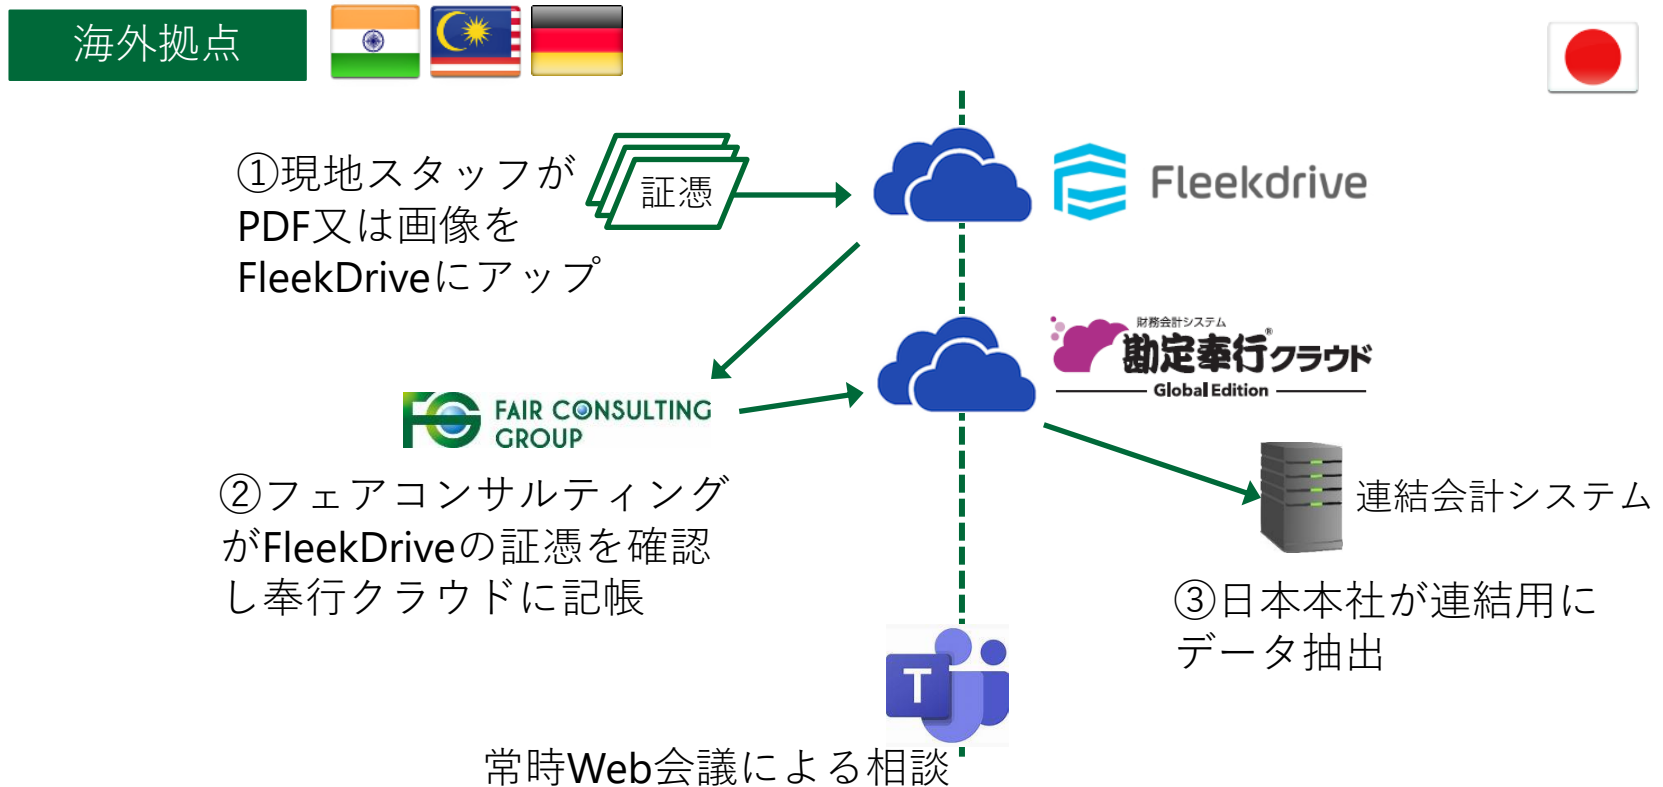 海外拠点
①現地スタッフが
PDF又は画像を
FleekDriveにアップ
証憑
Fleekdrive
財務会計システム
勘定奉行®クラウド
Global Edition
FG FAIR CONSULTING
GROUP
②フェアコンサルティング
がFleekDriveの証憑を確認
し奉行クラウドに記帳
連結会計システム
③日本本社が連結用に
データ抽出
T
常時Web会議による相談